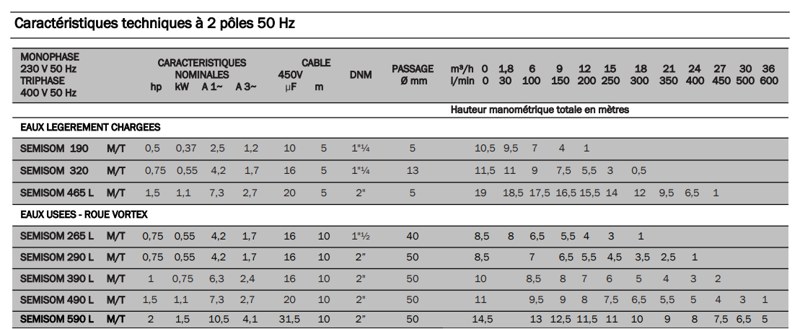 Caractéristiques techniques à 2 pôles 50 Hz
MONOPHASE 230 V 50 Hz TRIPHASE 400 V 50 Hz
CARACTERISTIQUES NOMINALES
hp kW A 1~ A 3~
CABLE
450V µF m
DNM
PASSAGE Ø mm
m³/h 0 1,8 6 9 12 15 18 21 24 27 30 36
l/min 0 30 100 150 200 250 300 350 400 450 500 600
Hauteur manométrique totale en mètres
EAUX LEGEREMENT CHARGEES
SEMISOM 190 M/T 0,5 0,37 2,5 1,2 10 5 1"¼ 5 10,5 9,5 7 4 1
SEMISOM 320 M/T 0,75 0,55 4,2 1,7 16 5 1"¼ 13 11,5 11 9 7,5 5,5 3 0,5
SEMISOM 465 L M/T 1,5 1,1 7,3 2,7 20 5 2" 5 19 18,5 17,5 16,5 15,5 14 12 9,5 6,5 1
EAUX USEES - ROUE VORTEX
SEMISOM 265 L M/T 0,75 0,55 4,2 1,7 16 10 1"½ 40 8,5 8 6,5 5,5 4 3 1
SEMISOM 290 L M/T 0,75 0,55 4,2 1,7 16 10 2" 50 8,5 7 6,5 5,5 4,5 3,5 2,5 1
SEMISOM 390 L M/T 1 0,75 6,3 2,4 16 10 2" 50 10 8,5 8 7 6 5 4 3 2
SEMISOM 490 L M/T 1,5 1,1 7,3 2,7 20 10 2" 50 11 9,5 9 8 7,5 6,5 5,5 5 4 3 1
SEMISOM 590 L M/T 2 1,5 10,5 4,1 31,5 10 2" 50 14,5 13 12,5 11,5 11 10 9 8 7,5 6,5 5